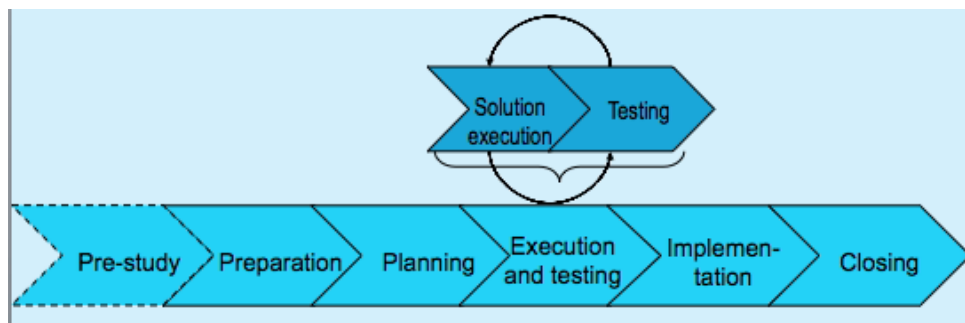 Solution
execution
Testing
Pre-study
Preparation
Planning
Execution
and testing
Implemen-
tation
Closing